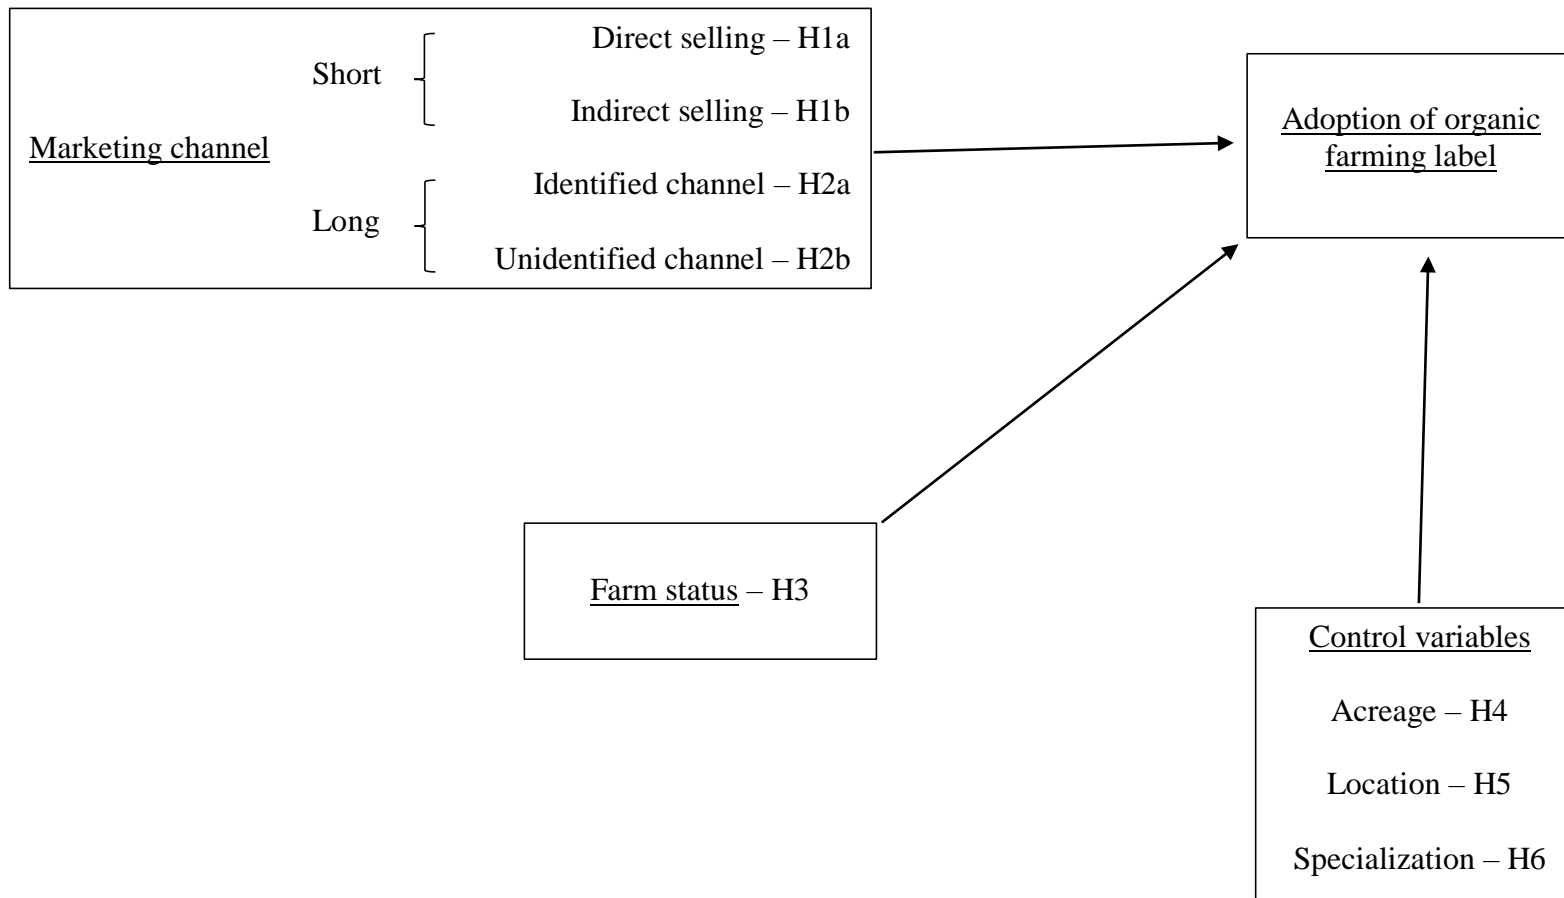 Marketing channel
Short
Direct selling – H1a
Indirect selling – H1b
Long
Identified channel – H2a
Unidentified channel – H2b
Adoption of organic
farming label
Farm status – H3
Control variables
Acreage – H4
Location – H5
Specialization – H6